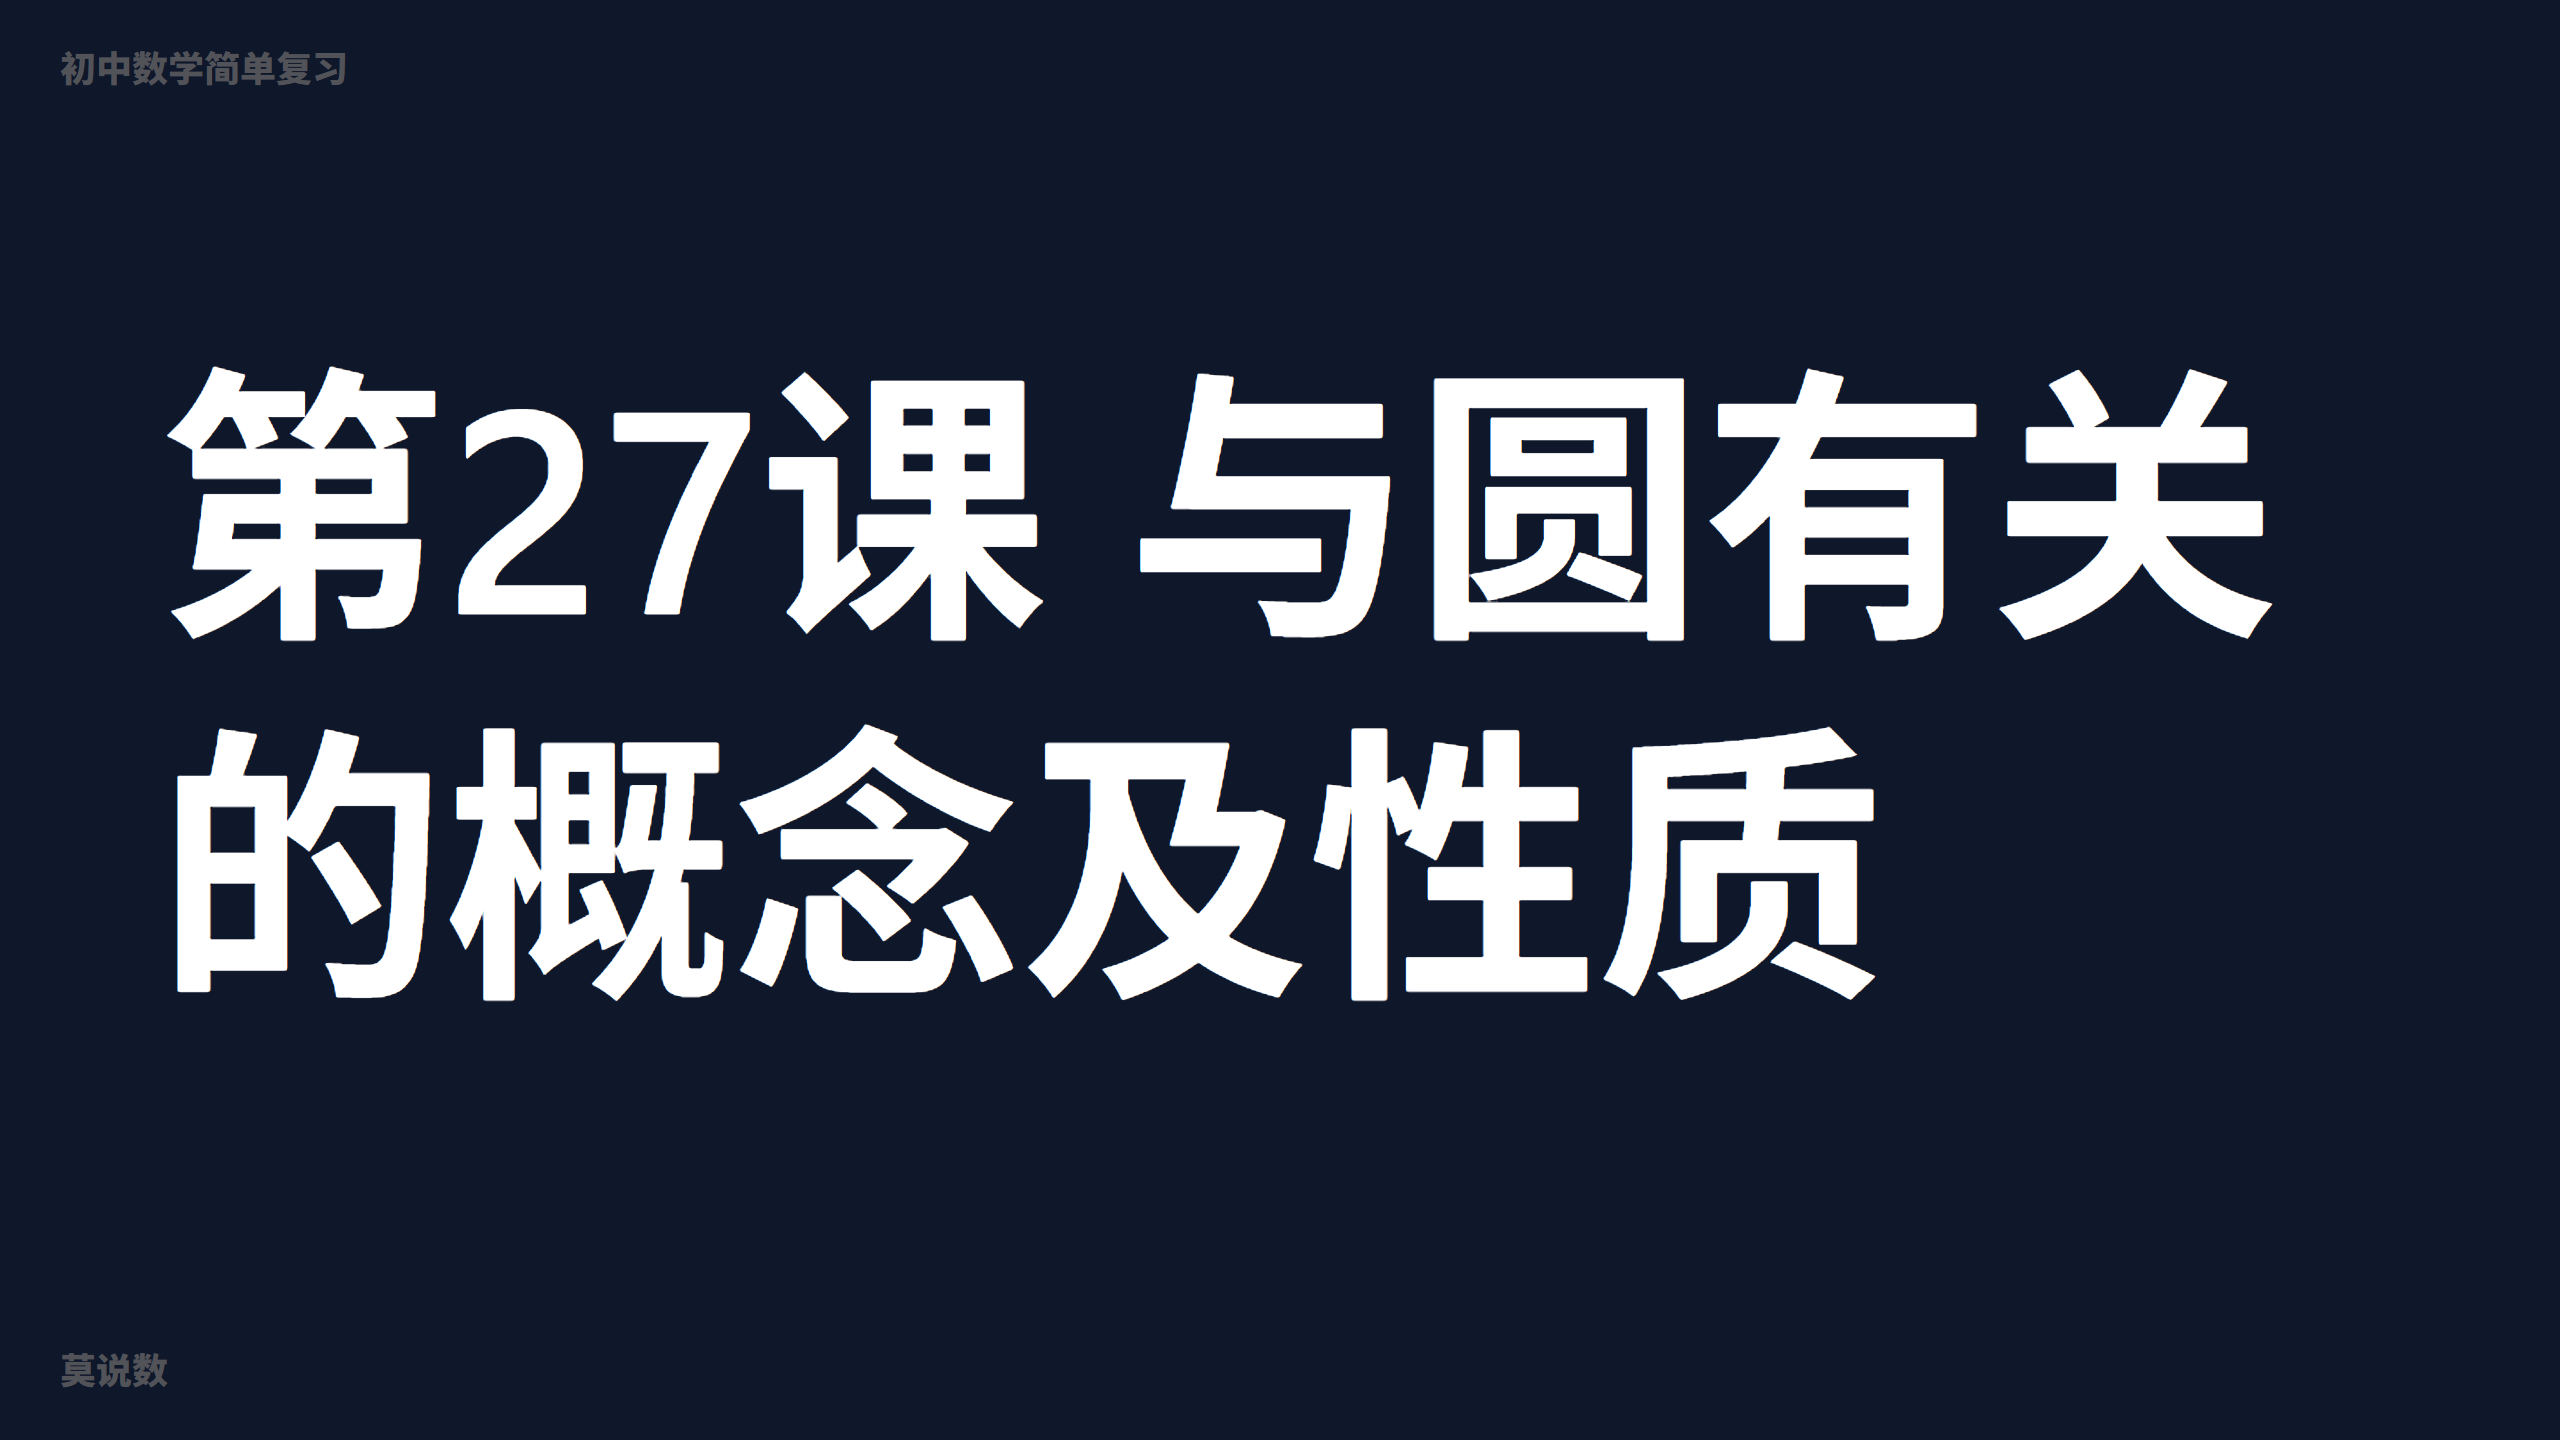 初中数学简单复习
第27课 与圆有关
的概念及性质
莫说数